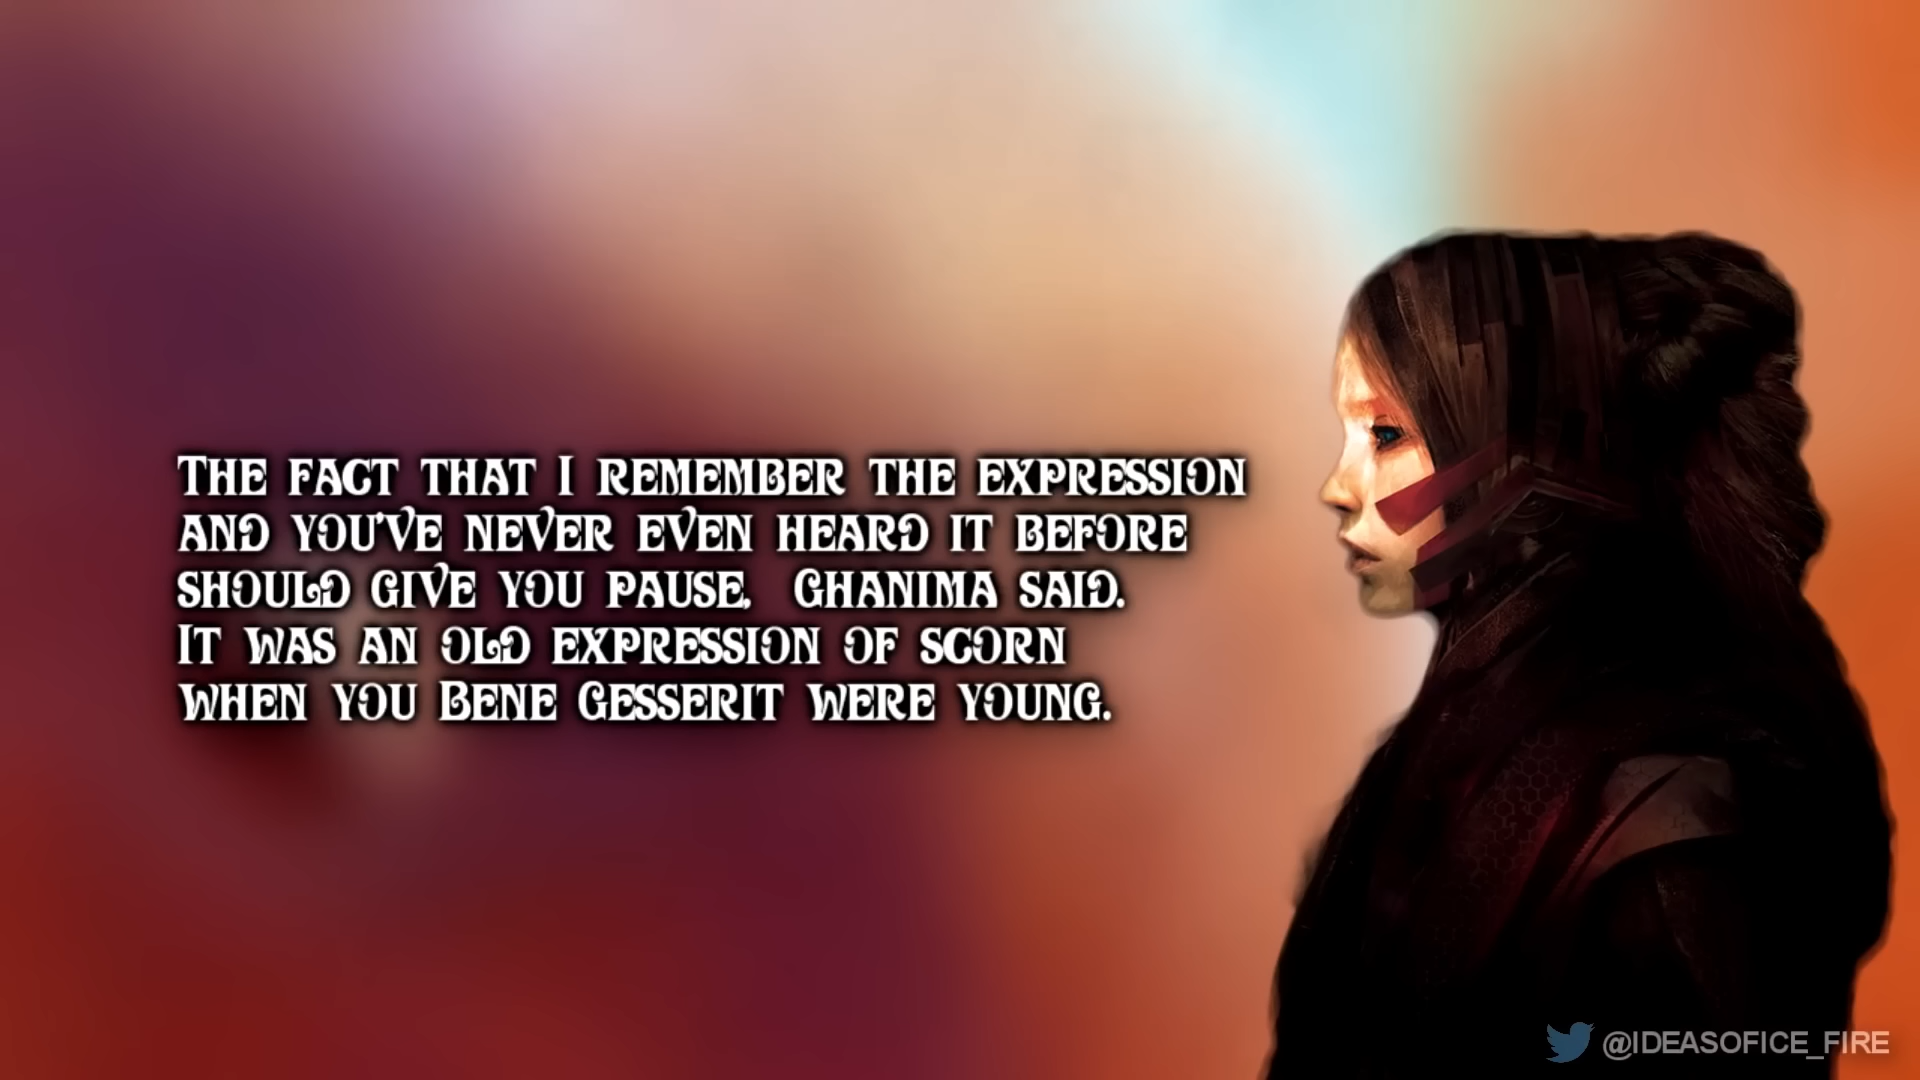 The fact that I remember the expression
and you've never even heard it before
should give you pause, Ghanima said.
It was an old expression of scorn
when you Bene Gesserit were young.
@IDEASOFICE_FIRE